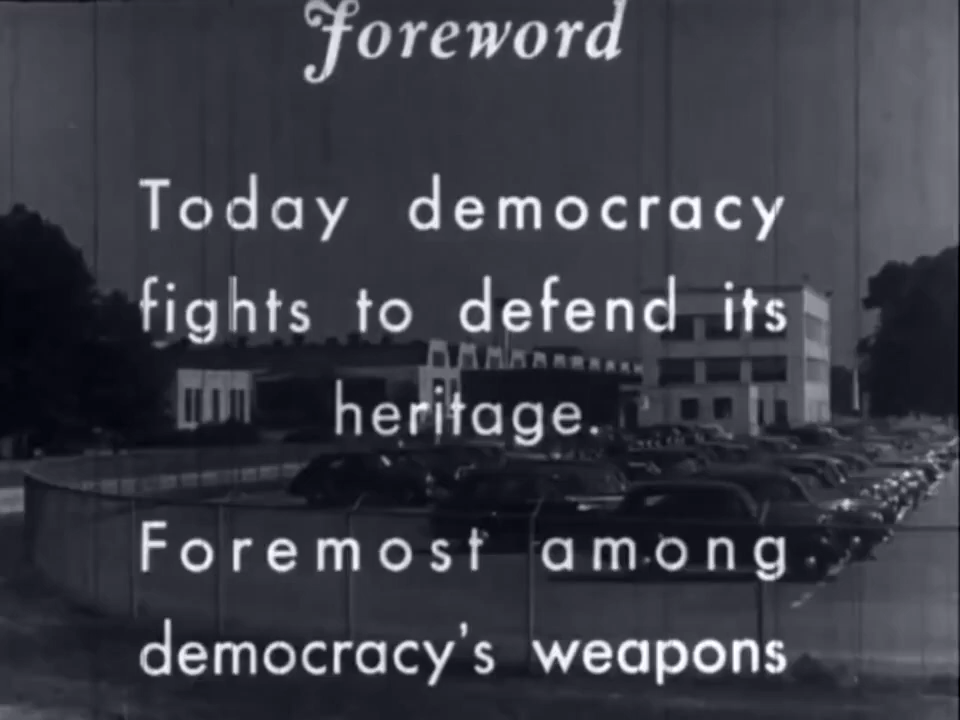 Foreword
Today democracy
fights to defend its
heritage.
Foremost among
democracy's weapons